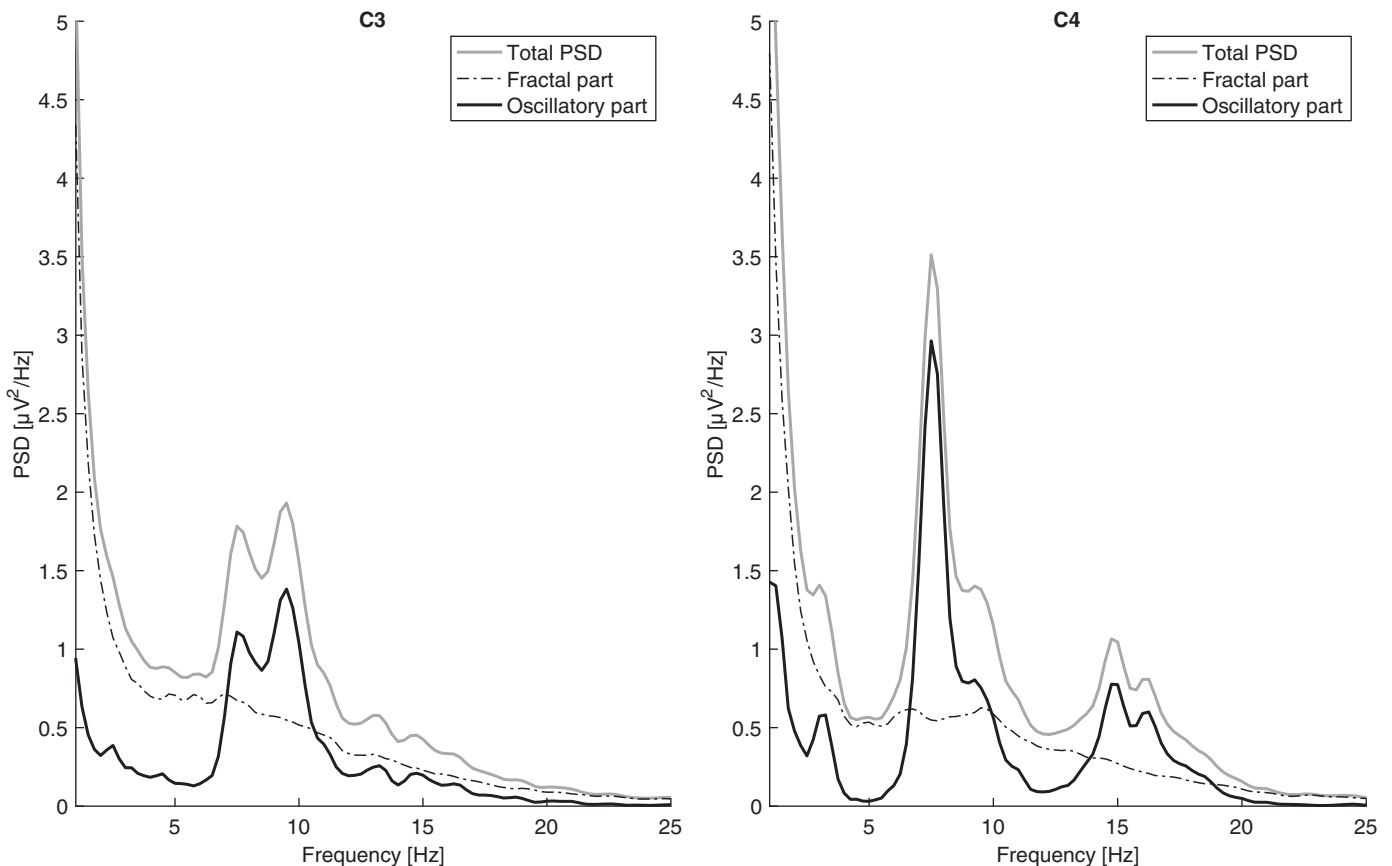 C3
Total PSD
Fractal part
Oscillatory part
5
4.5
4
3.5
3
2.5
2
1.5
1
0.5
0
PSD [µV²/Hz]
5 10 15 20 25
Frequency [Hz]
C4
Total PSD
Fractal part
Oscillatory part
5
4.5
4
3.5
3
2.5
2
1.5
1
0.5
0
PSD [µV²/Hz]
5 10 15 20 25
Frequency [Hz]